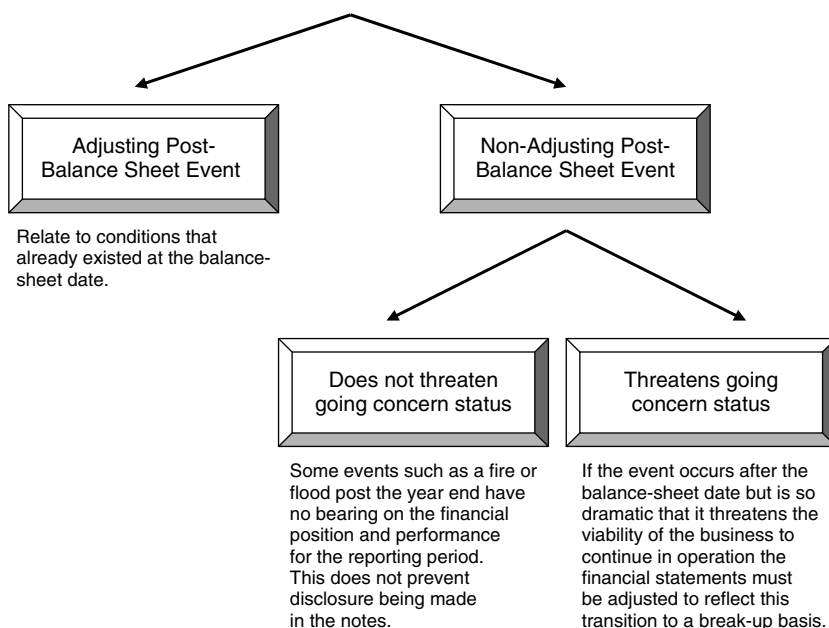 Adjusting Post-
Balance Sheet Event
Non-Adjusting Post-
Balance Sheet Event
Relate to conditions that
already existed at the balance-
sheet date.
Does not threaten
going concern status
Threatens going
concern status
Some events such as a fire or
flood post the year end have
no bearing on the financial
position and performance
for the reporting period.
This does not prevent
disclosure being made
in the notes.
If the event occurs after the
balance-sheet date but is so
dramatic that it threatens the
viability of the business to
continue in operation the
financial statements must
be adjusted to reflect this
transition to a break-up basis.